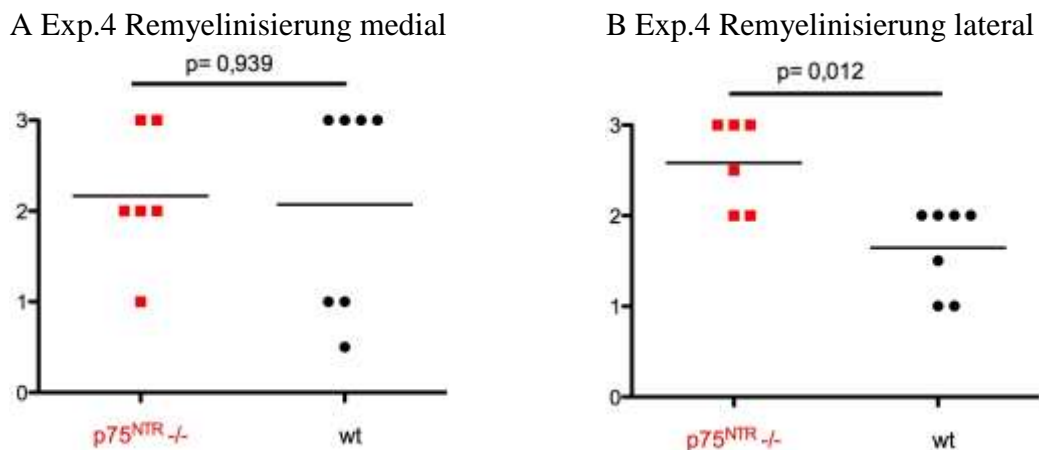 A Exp.4 Remyelinisierung medial
p= 0,939
3
2
1
0
p75NTR -/-
wt
B Exp.4 Remyelinisierung lateral
p= 0,012
3
2
1
0
p75NTR -/-
wt